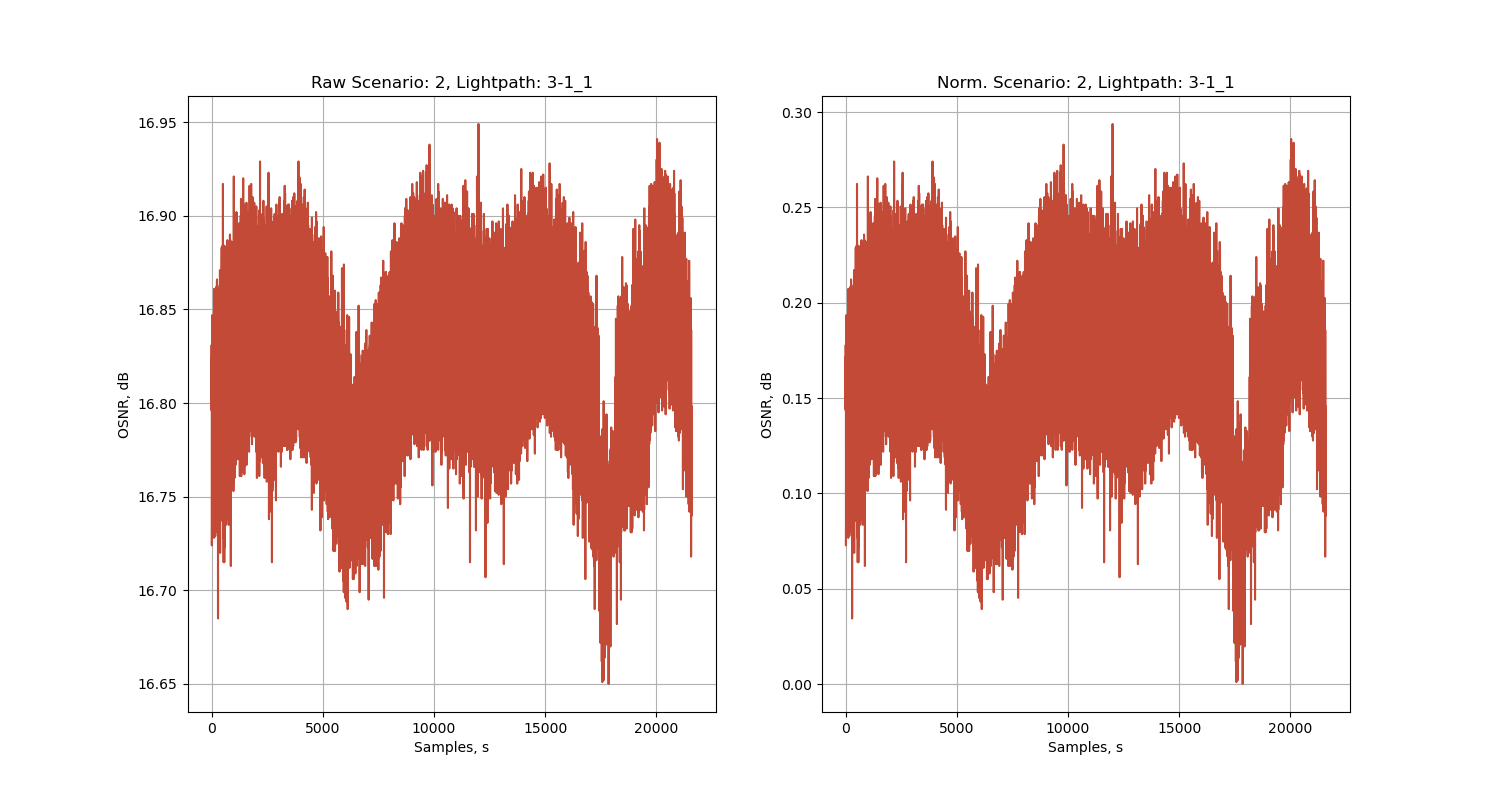 Raw Scenario: 2, Lightpath: 3-1_1
16.95
16.90
16.85
16.80
16.75
16.70
16.65
OSNR, dB
0 5000 10000 15000 20000
Samples, s
Norm. Scenario: 2, Lightpath: 3-1_1
0.30
0.25
0.20
0.15
0.10
0.05
0.00
OSNR, dB
0 5000 10000 15000 20000
Samples, s